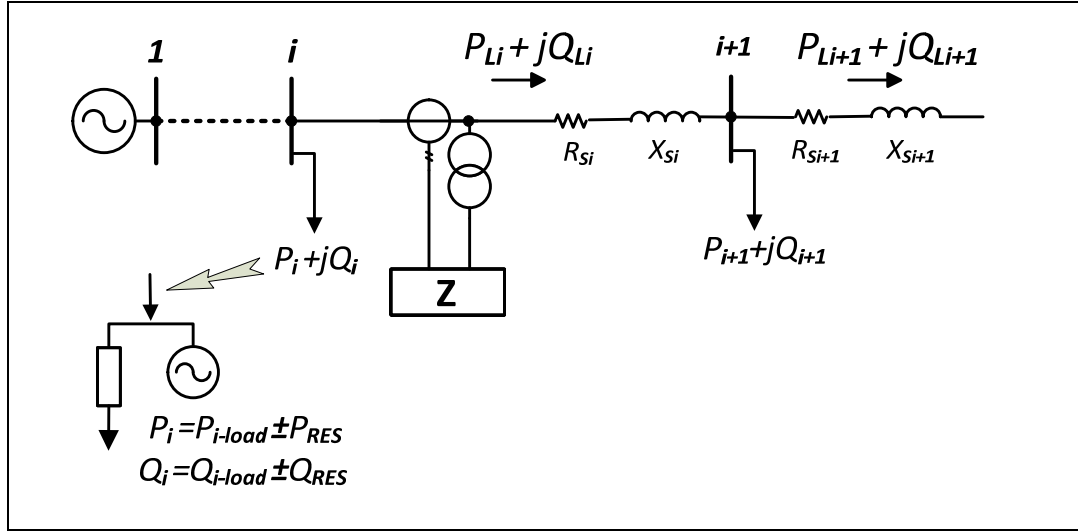 1
i
P_Li + jQ_Li
i+1
P_Li+1 + jQ_Li+1
R_Si
X_Si
R_Si+1
X_Si+1
P_i +jQ_i
P_i+1+jQ_i+1
Z
P_i =P_i-load ±P_RES
Q_i =Q_i-load ±Q_RES